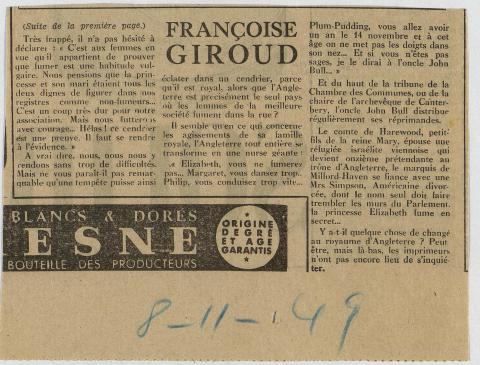 (Suite de la première page.)
Très frappé, il n'a pas hésité à
déclarer : « C'est aux femmes en
vue qu'il appartient de prouver
que fumer est une habitude vul-
gaire. Nous pensions que la prin-
cesse et son mari étaient tous les
deux dignes de figurer dans nos
registres comme non-fumeurs.
C'est un coup très dur pour notre
association. Mais nous lutterons
avec courage... Hélas ! ce cendrier
est une preuve. Il faut se rendre
à l'évidence. »
A vrai dire, nous, nous nous y
rendons sans trop de difficultés.
Mais ne vous paraît-il pas remar-
quable qu'une tempête puisse ainsi
FRANÇOISE
GIROUD
éclater dans un cendrier, parce
qu'il est royal, alors que l'Angle-
terre est précisément le seul pays
où les femmes de la meilleure
société fument dans la rue ?
Il semble qu'en ce qui concerne
les agissements de sa famille
royale, l'Angleterre tout entière se
transforme en une nurse géante :
« Elizabeth, vous ne fumerez
pas... Margaret, vous dansez trop...
Philip, vous conduisez trop vite...
Plum-Pudding, vous allez avoir
un an le 14 novembre et à cet
âge on ne met pas les doigts dans
son nez... Et si vous n'êtes pas
sages, je le dirai à l'oncle John
Bull... »
Et du haut de la tribune de la
Chambre des Communes, ou de la
chaire de l'archevêque de Canter-
bery, l'oncle John Bull distribue
régulièrement ses réprimandes.
Le comte de Harewood, petit-
fils de la reine Mary, épouse une
réfugiée israélite viennoise qui
devient onzième prétendante au
trône d'Angleterre, le marquis de
Milford-Haven se fiance avec une
Mrs Simpson, Américaine divor-
cée, dont le nom seul doit faire
trembler les murs du Parlement,
la princesse Elizabeth fume en
secret...
Y a-t-il quelque chose de changé
au royaume d'Angleterre ? Peut
être, mais là-bas, les imprimeurs
n'ont pas encore lieu de s'inquié-
ter.
BLANCS & DORÉS
ESNE
BOUTEILLE DES PRODUCTEURS
ORIGINE
DEGRÉ
ET AGE
GARANTIS
8-11-49